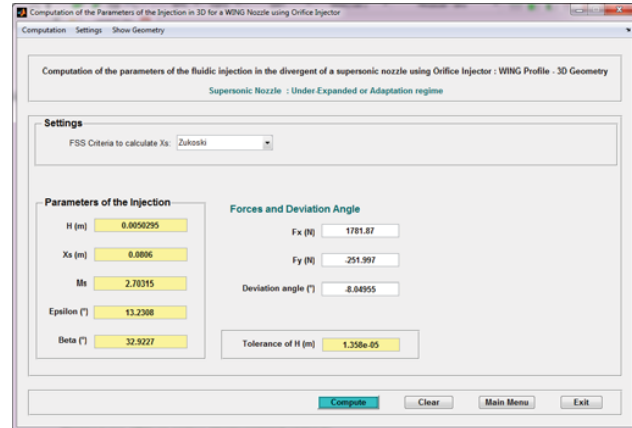 Computation of the Parameters of the Injection in 3D for a WING Nozzle using Orifice Injector
Computation Settings Show Geometry
Computation of the parameters of the fluidic injection in the divergent of a supersonic nozzle using Orifice Injector : WING Profile - 3D Geometry
Supersonic Nozzle : Under-Expanded or Adaptation regime
Settings
FSS Criteria to calculate Xs: Zukoski
Parameters of the Injection
H (m) 0.0050295
Xs (m) 0.0806
Ms 2.70315
Epsilon (°) 13.2308
Beta (°) 32.9227
Forces and Deviation Angle
Fx (N) 1781.87
Fy (N) -251.997
Deviation angle (°) -8.04955
Tolerance of H (m) 1.358e-05
Compute Clear Main Menu Exit